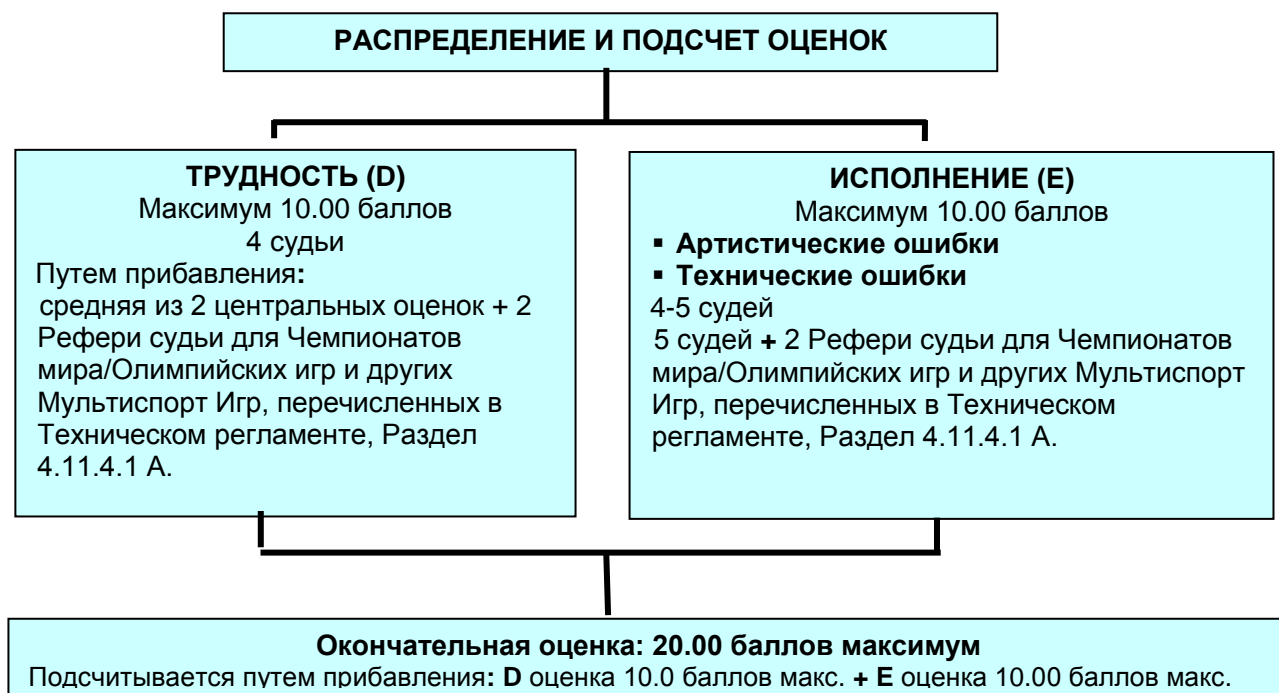 РАСПРЕДЕЛЕНИЕ И ПОДСЧЕТ ОЦЕНОК
ТРУДНОСТЬ (D)
Максимум 10.00 баллов
4 судьи
Путем прибавления:
средняя из 2 центральных оценок + 2
Рефери судьи для Чемпионатов
мира/Олимпийских игр и других
Мультиспорт Игр, перечисленных в
Техническом регламенте, Раздел
4.11.4.1 А.
ИСПОЛНЕНИЕ (Е)
Максимум 10.00 баллов
▪ Артистические ошибки
▪ Технические ошибки
4-5 судей
5 судей + 2 Рефери судьи для Чемпионатов
мира/Олимпийских игр и других Мультиспорт
Игр, перечисленных в Техническом
регламенте, Раздел 4.11.4.1 А.
Окончательная оценка: 20.00 баллов максимум
Подсчитывается путем прибавления: D оценка 10.0 баллов макс. + Е оценка 10.00 баллов макс.